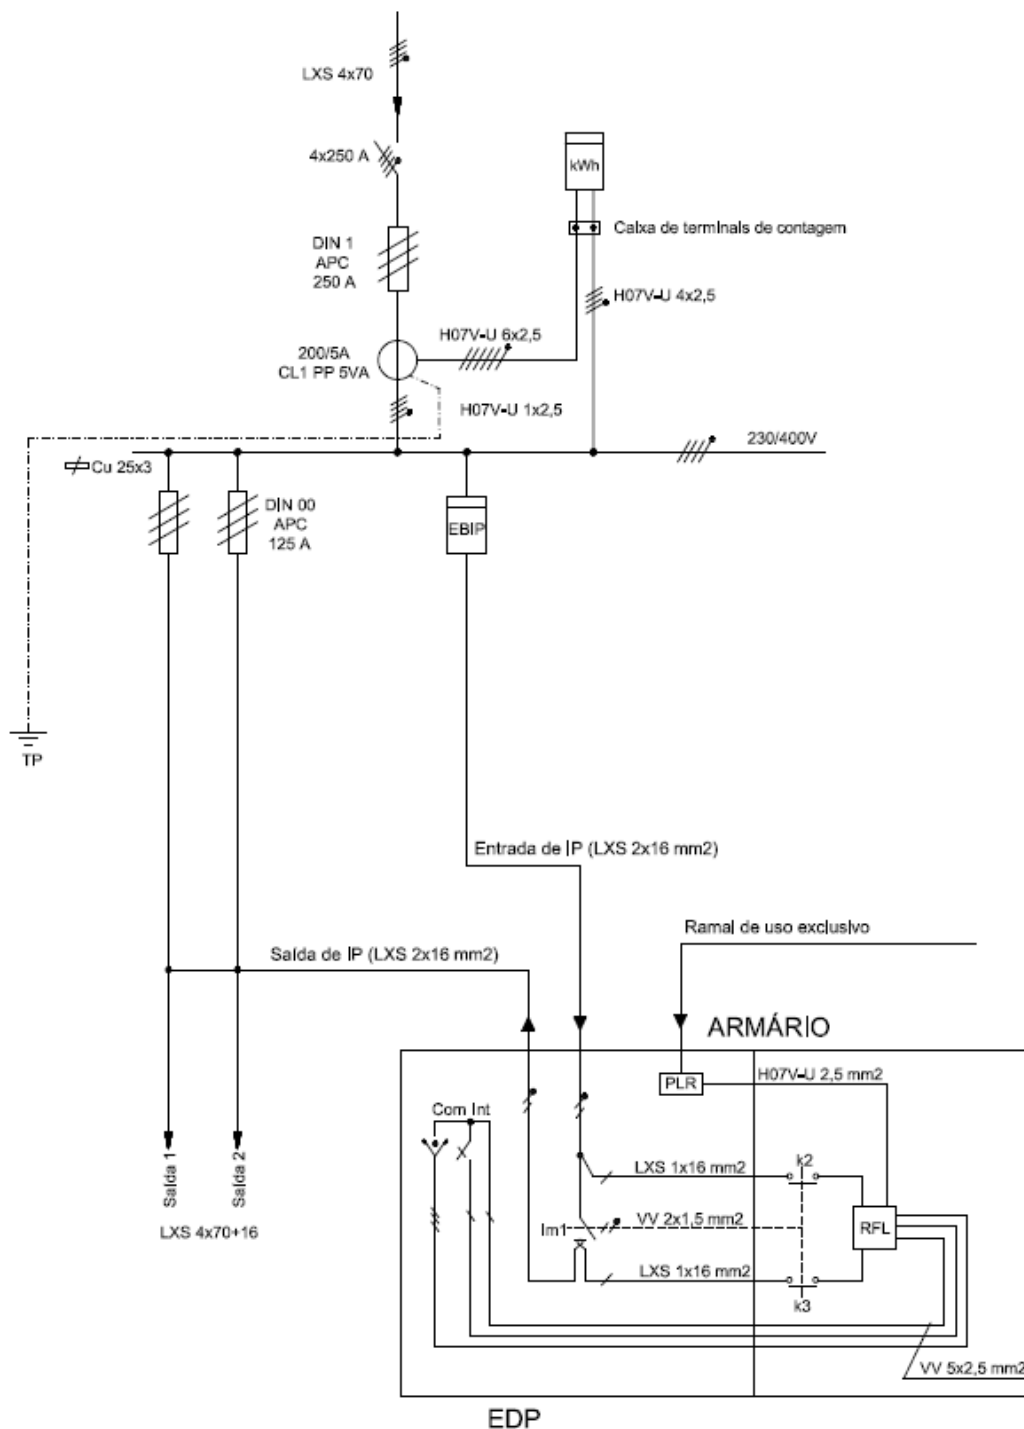 LXS 4x70
4x250 A
kWh
Caixa de terminais de contagem
DIN 1
APC
250 A
H07V-U 4x2,5
H07V-U 6x2,5
200/5A
CL1 PP 5VA
H07V-U 1x2,5
230/400V
Cu 25x3
DIN 00
APC
125 A
EBIP
TP
Entrada de IP (LXS 2x16 mm2)
Ramal de uso exclusivo
Saída de IP (LXS 2x16 mm2)
ARMÁRIO
PLR
H07V-U 2,5 mm2
Com Int
Saída 1
Saída 2
LXS 4x70+16
LXS 1x16 mm2
k2
Im1
VV 2x1,5 mm2
RFL
LXS 1x16 mm2
k3
VV 5x2,5 mm2
EDP